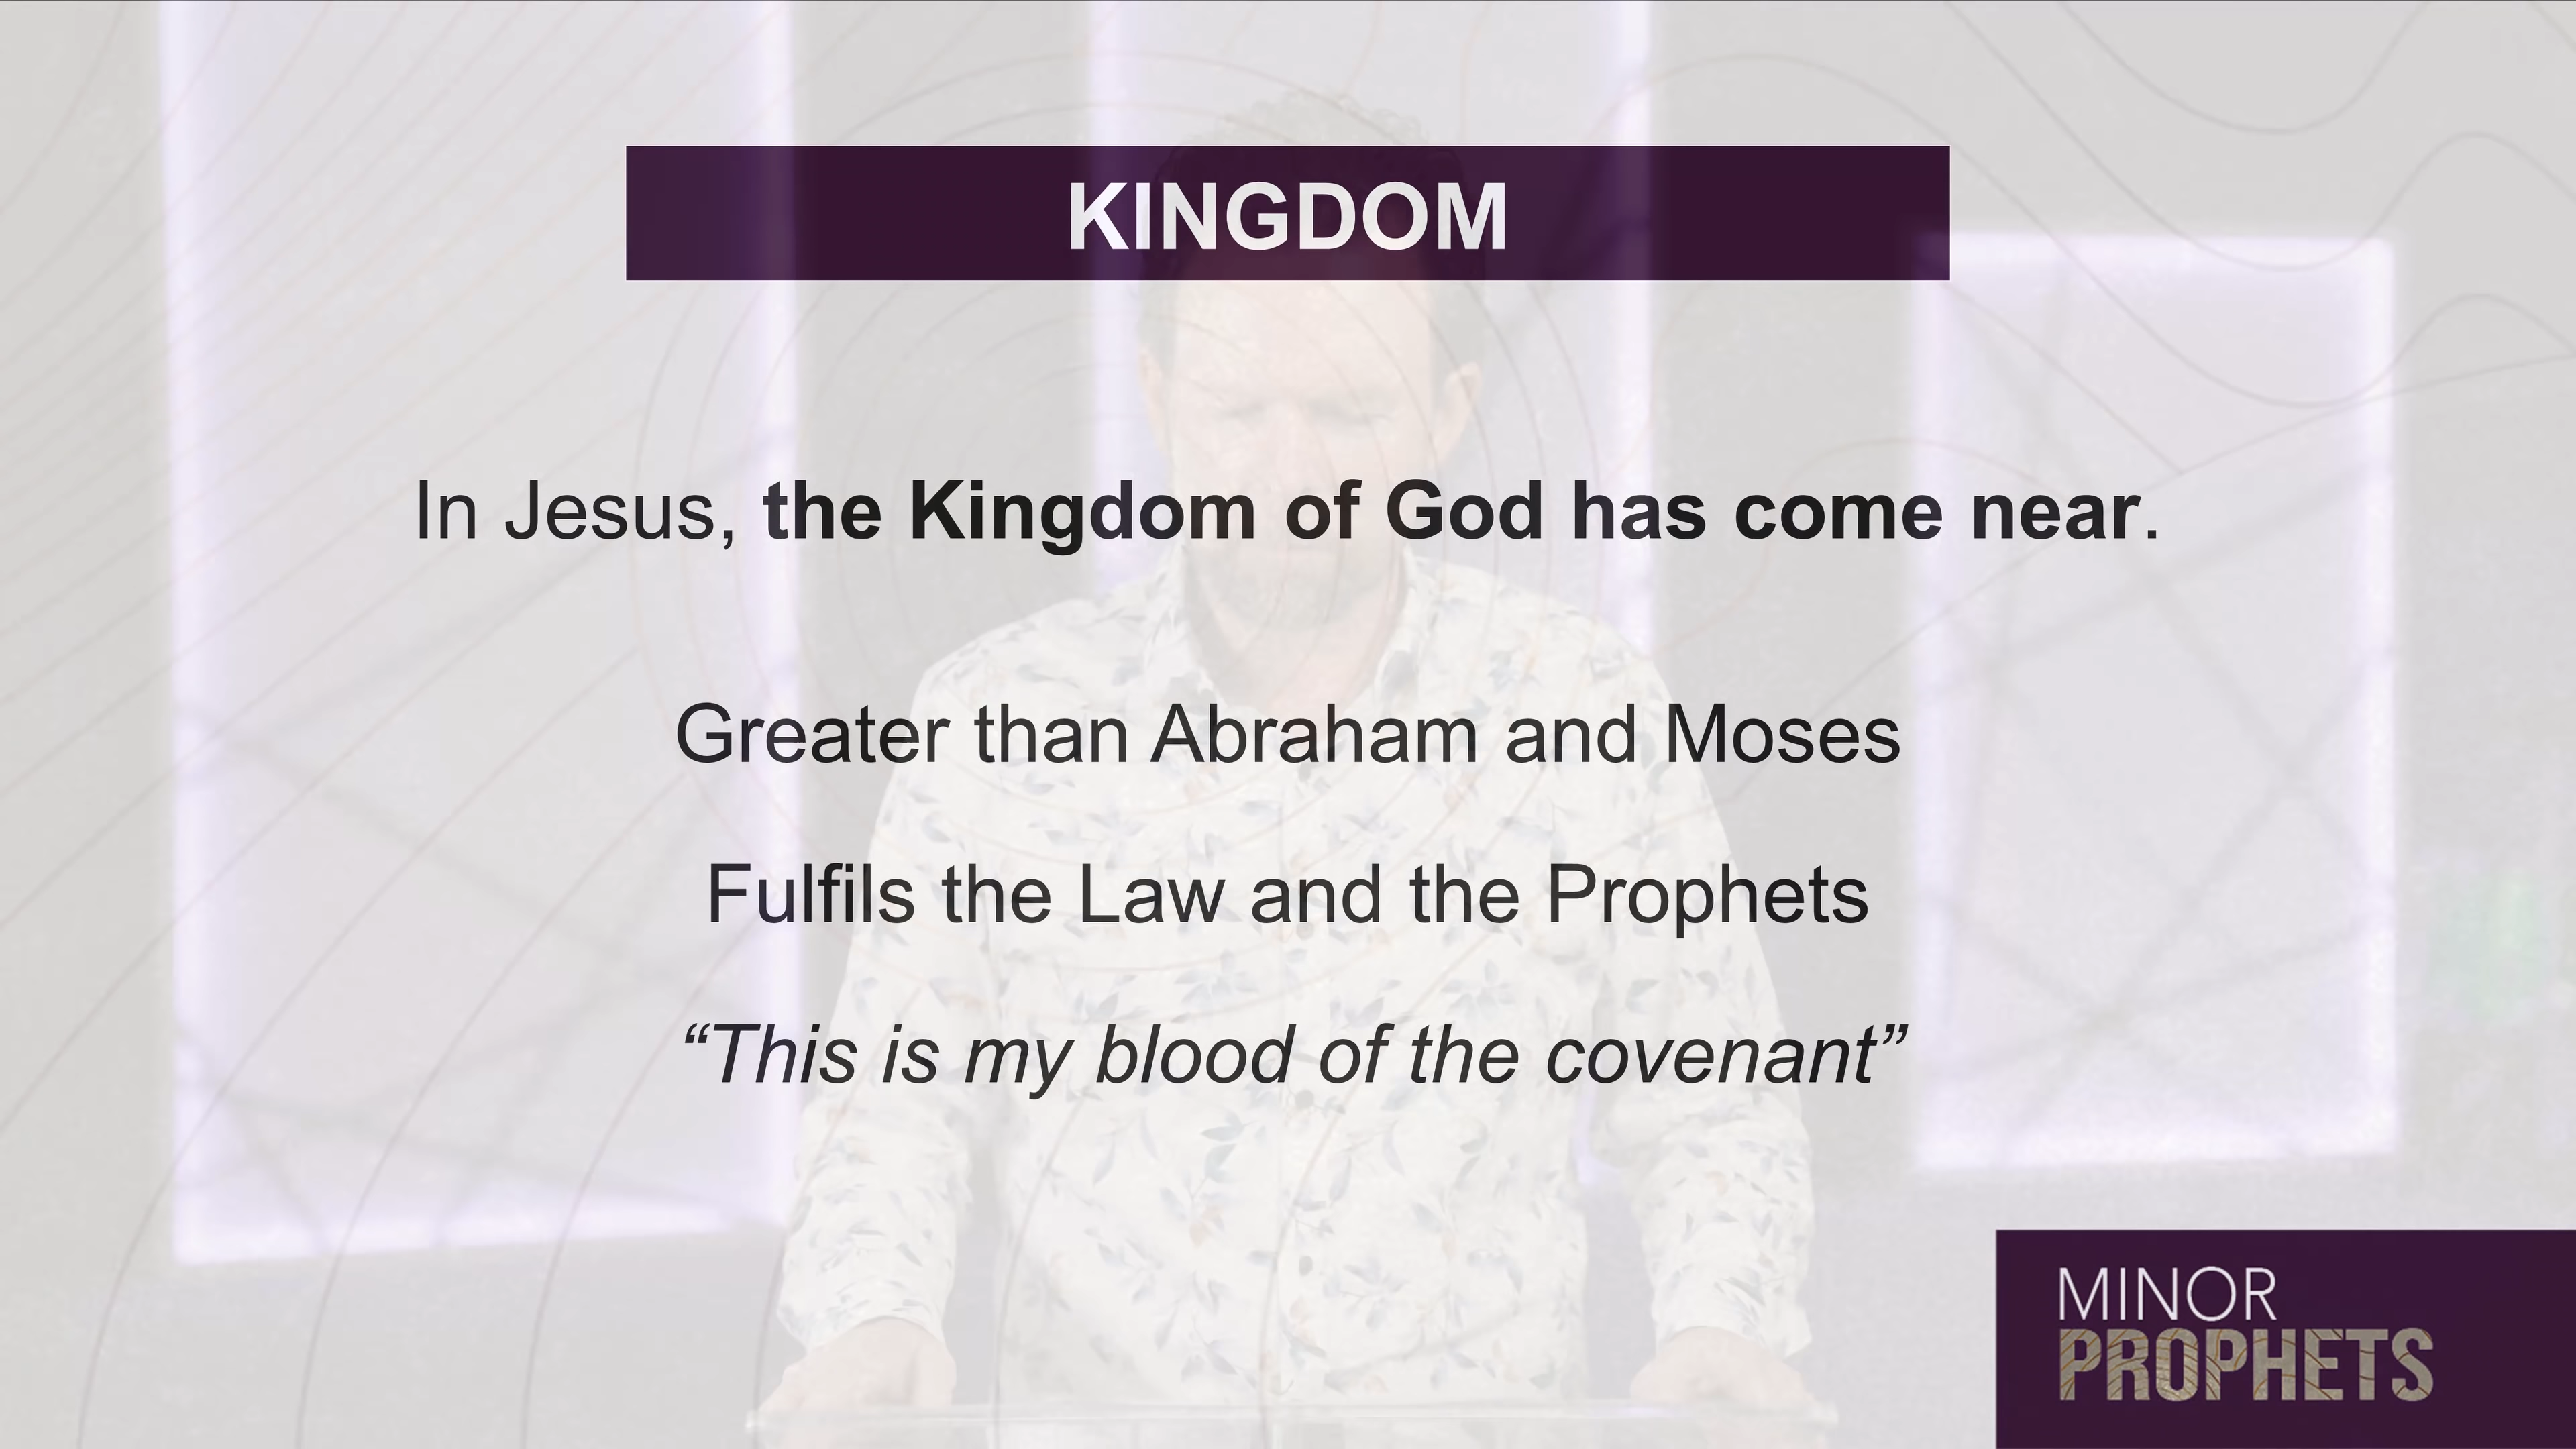 KINGDOM
In Jesus, the Kingdom of God has come near.
Greater than Abraham and Moses
Fulfils the Law and the Prophets
“This is my blood of the covenant”
MINOR
PROPHETS